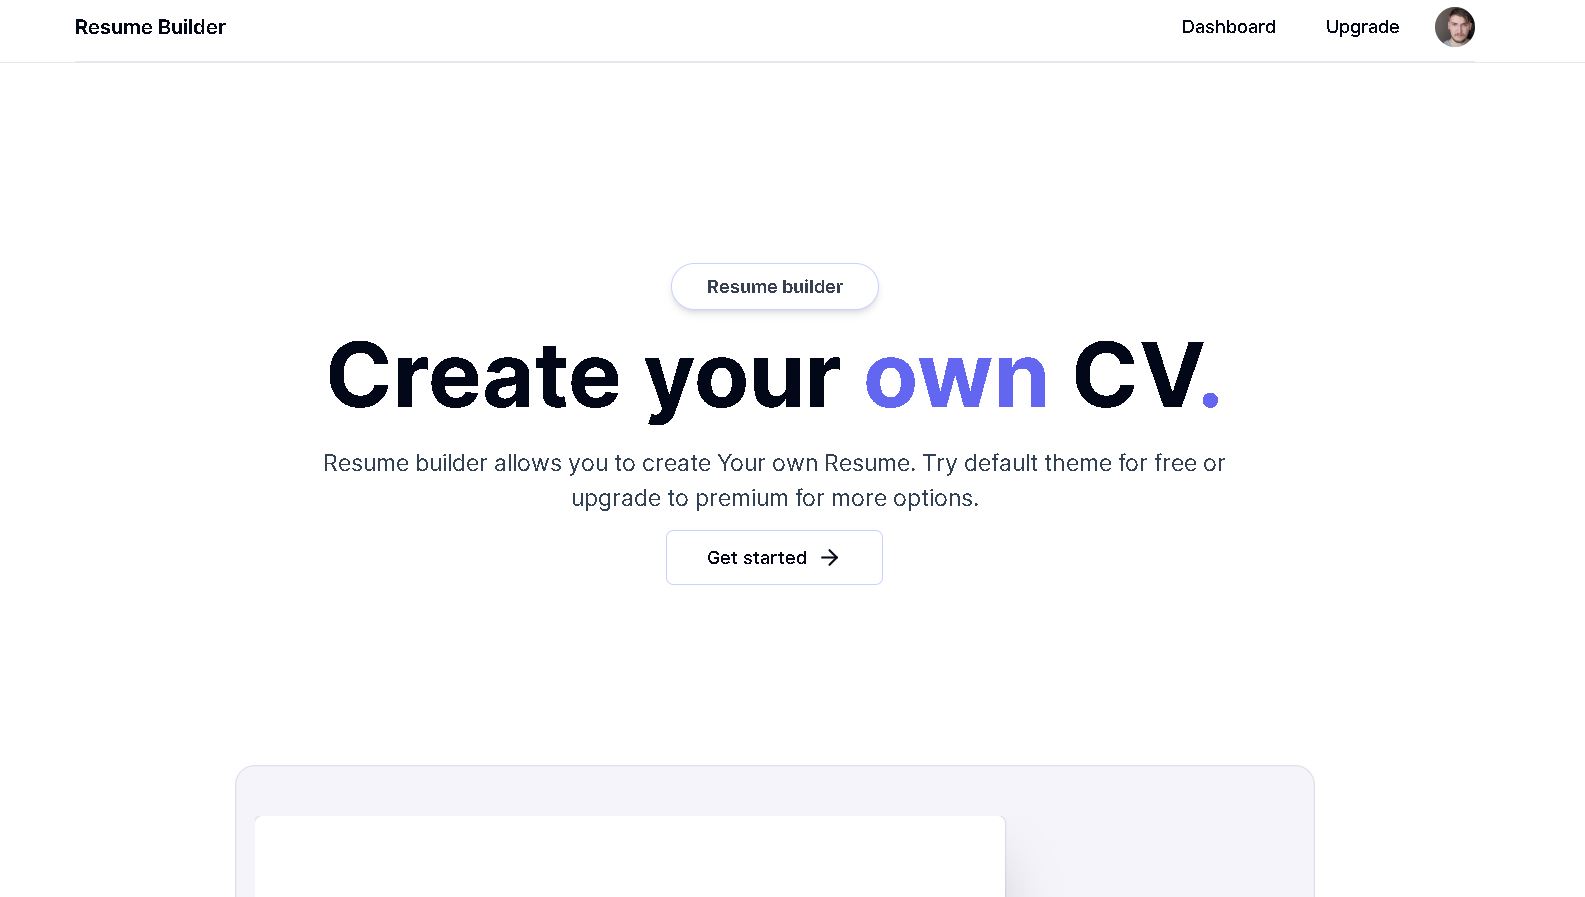 Resume Builder
Dashboard
Upgrade
Resume builder
Create your own CV.
Resume builder allows you to create Your own Resume. Try default theme for free or
upgrade to premium for more options.
Get started